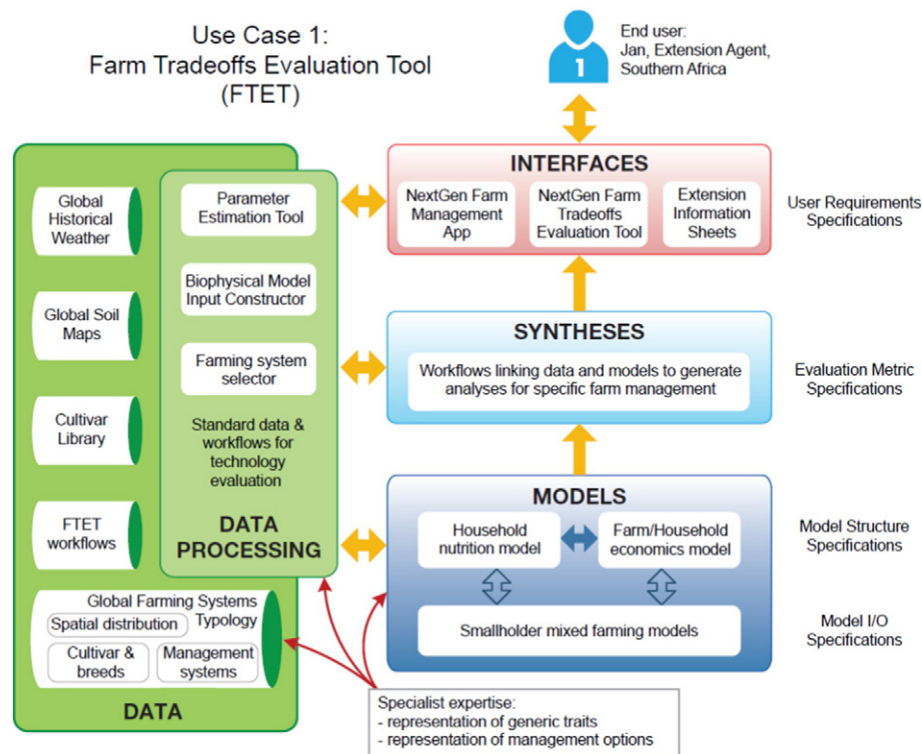 Use Case 1:
Farm Tradeoffs Evaluation Tool
(FTET)
1
End user:
Jan, Extension Agent,
Southern Africa
Global
Historical
Weather
Global Soil
Maps
Cultivar
Library
FTET
workflows
Global Farming Systems
Typology
Spatial distribution
Cultivar &
breeds
Management
systems
DATA
Parameter
Estimation Tool
Biophysical Model
Input Constructor
Farming system
selector
Standard data &
workflows for
technology
evaluation
DATA
PROCESSING
INTERFACES
NextGen Farm
Management
App
NextGen Farm
Tradeoffs
Evaluation Tool
Extension
Information
Sheets
User Requirements
Specifications
SYNTHESES
Workflows linking data and models to generate
analyses for specific farm management
Evaluation Metric
Specifications
MODELS
Household
nutrition model
Farm/Household
economics model
Smallholder mixed farming models
Model Structure
Specifications
Model I/O
Specifications
Specialist expertise:
- representation of generic traits
- representation of management options